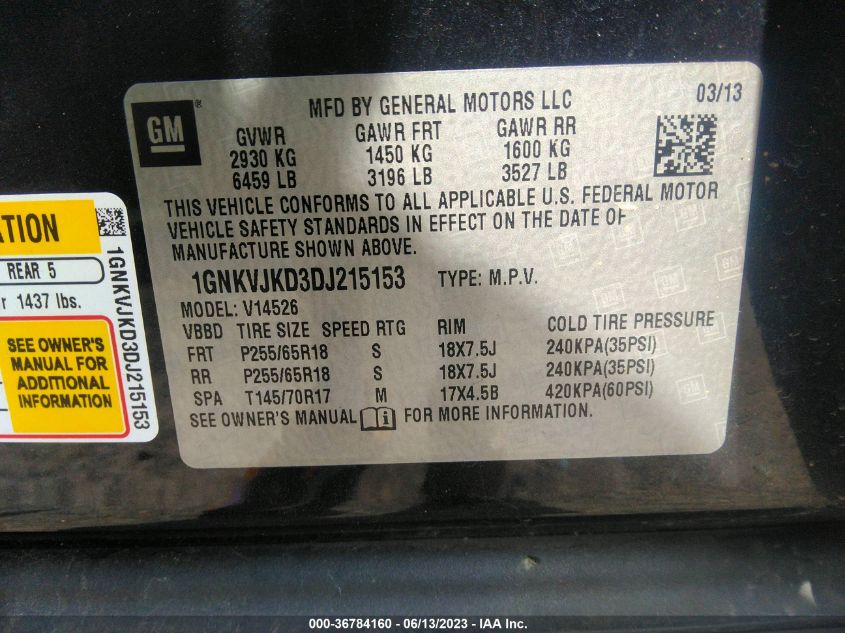 GM ®
MFD BY GENERAL MOTORS LLC 03/13
GVWR GAWR FRT GAWR RR
2930 KG 1450 KG 1600 KG
6459 LB 3196 LB 3527 LB
THIS VEHICLE CONFORMS TO ALL APPLICABLE U.S. FEDERAL MOTOR
VEHICLE SAFETY STANDARDS IN EFFECT ON THE DATE OF
MANUFACTURE SHOWN ABOVE.
1GNKVJKD3DJ215153 TYPE: M.P.V.
MODEL: V14526
VBBD TIRE SIZE SPEED RTG RIM COLD TIRE PRESSURE
FRT P255/65R18 S 18X7.5J 240KPA(35PSI)
RR P255/65R18 S 18X7.5J 240KPA(35PSI)
SPA T145/70R17 M 17X4.5B 420KPA(60PSI)
SEE OWNER'S MANUAL i FOR MORE INFORMATION.
ATION
REAR 5
r 1437 lbs.
SEE OWNER'S
MANUAL FOR
ADDITIONAL
INFORMATION
1GNKVJKD3DJ215153
000-36784160 - 06/13/2023 - IAA Inc.